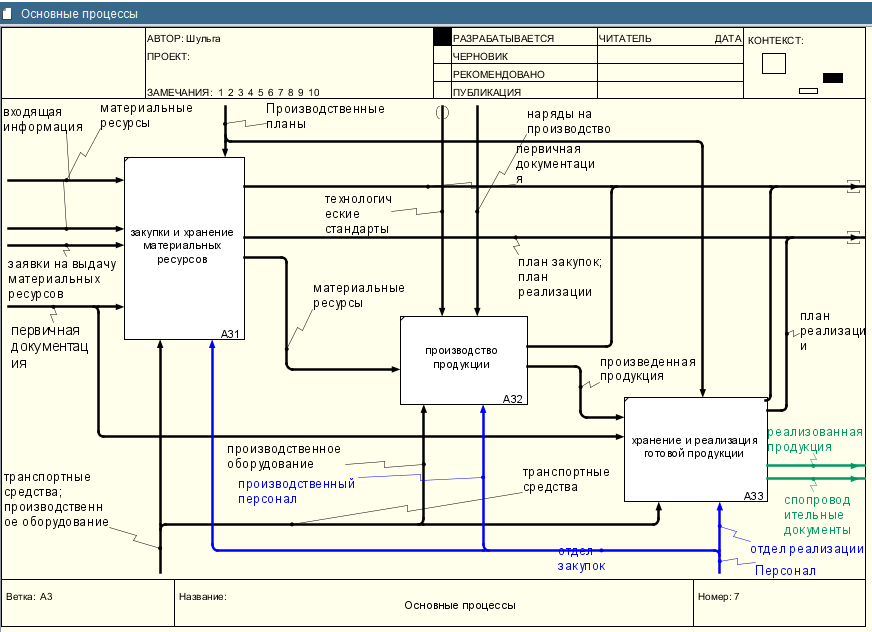 Основные процессы
АВТОР: Шульга
ПРОЕКТ:
ЗАМЕЧАНИЯ: 1 2 3 4 5 6 7 8 9 10
РАЗРАБАТЫВАЕТСЯ
ЧЕРНОВИК
РЕКОМЕНДОВАНО
ПУБЛИКАЦИЯ
ЧИТАТЕЛЬ
ДАТА
КОНТЕКСТ:
входящая
информация
материальные
ресурсы
Производственные
планы
наряды на
производство
первичная
документаци
я
технологич
еские
стандарты
закупки и хранение
материальных
ресурсов
А31
заявки на выдачу
материальных
ресурсов
первичная
документац
ия
план закупок;
план
реализации
материальные
ресурсы
производство
продукции
А32
план
реализаци
и
произведенная
продукция
хранение и реализация
готовой продукции
А33
реализованная
продукция
спопровод
ительные
документы
производственное
оборудование
производственный
персонал
транспортные
средства
транспортные
средства;
производственн
ое оборудование
отдел
закупок
отдел реализации
Персонал
Ветка: А3
Название:
Основные процессы
Номер: 7